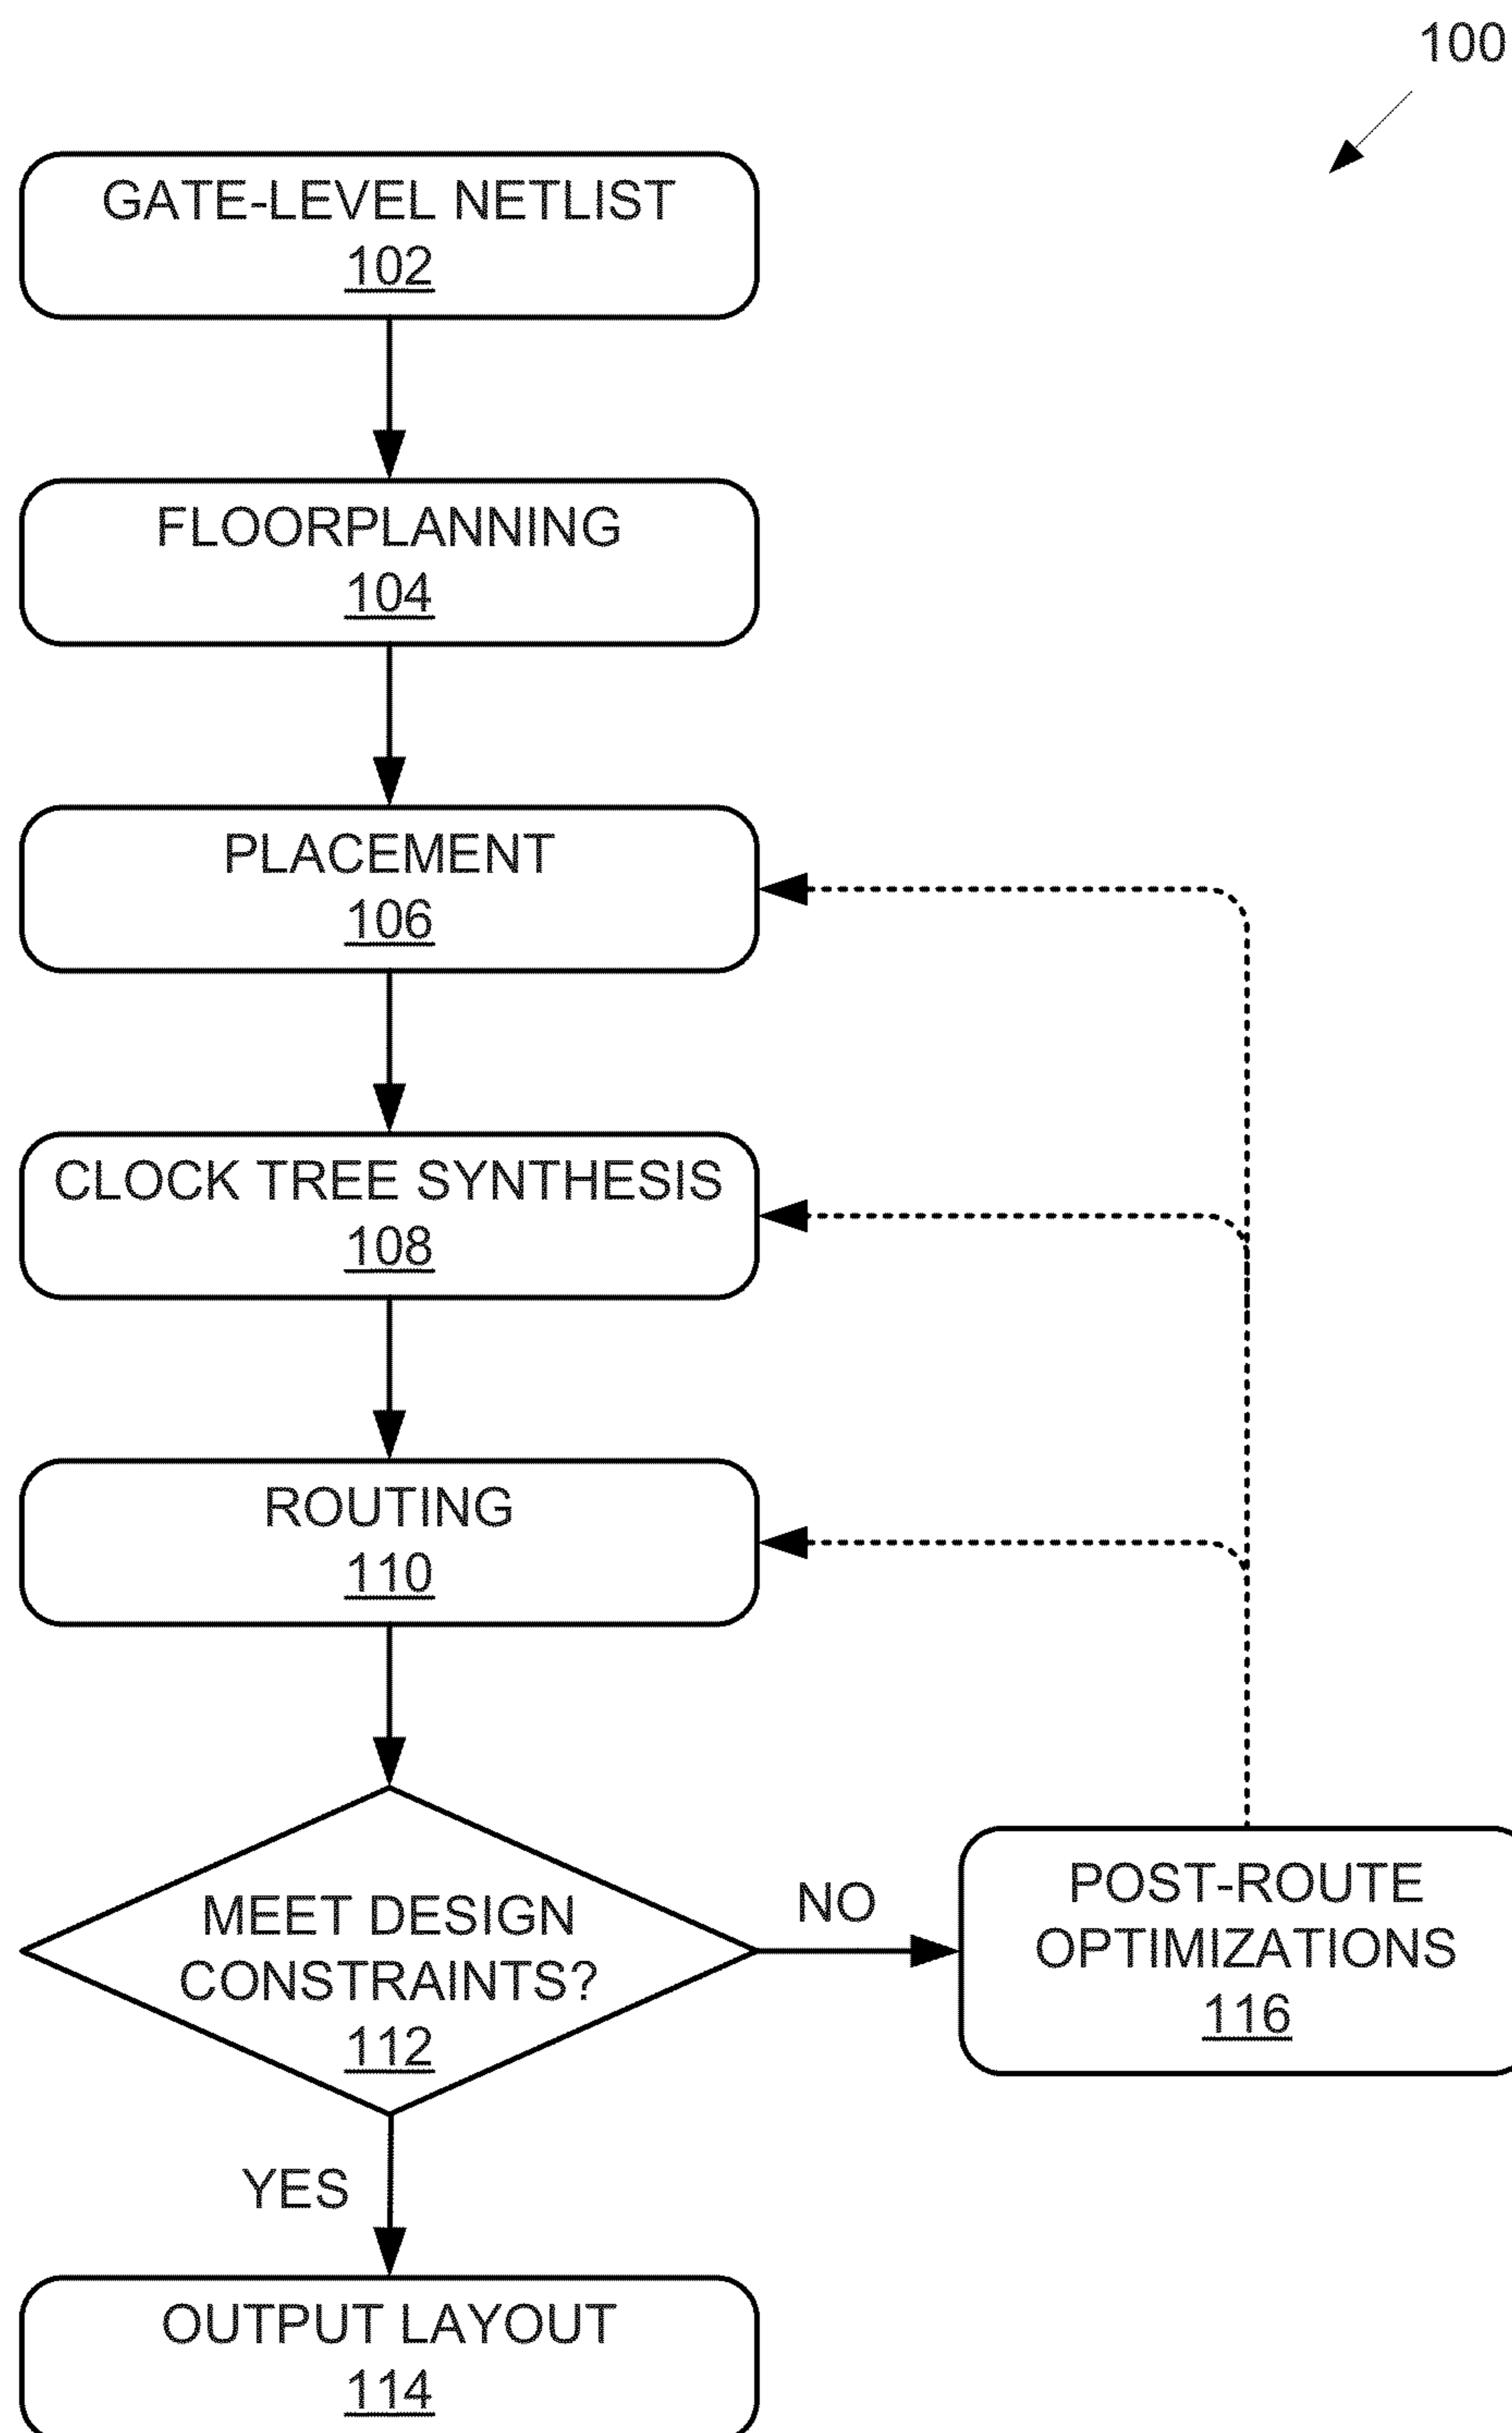 100
GATE-LEVEL NETLIST
102
FLOORPLANNING
104
PLACEMENT
106
CLOCK TREE SYNTHESIS
108
ROUTING
110
MEET DESIGN
CONSTRAINTS?
112
NO
POST-ROUTE
OPTIMIZATIONS
116
YES
OUTPUT LAYOUT
114